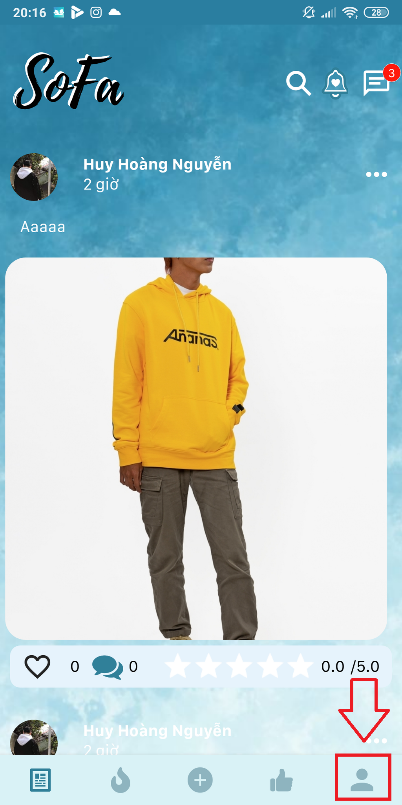 20:16
28
SoFa
3
Huy Hoàng Nguyễn
2 giờ
Aaaaa
Ananas
0 0 0.0 /5.0
Huy Hoàng Nguyễn
2 giờ